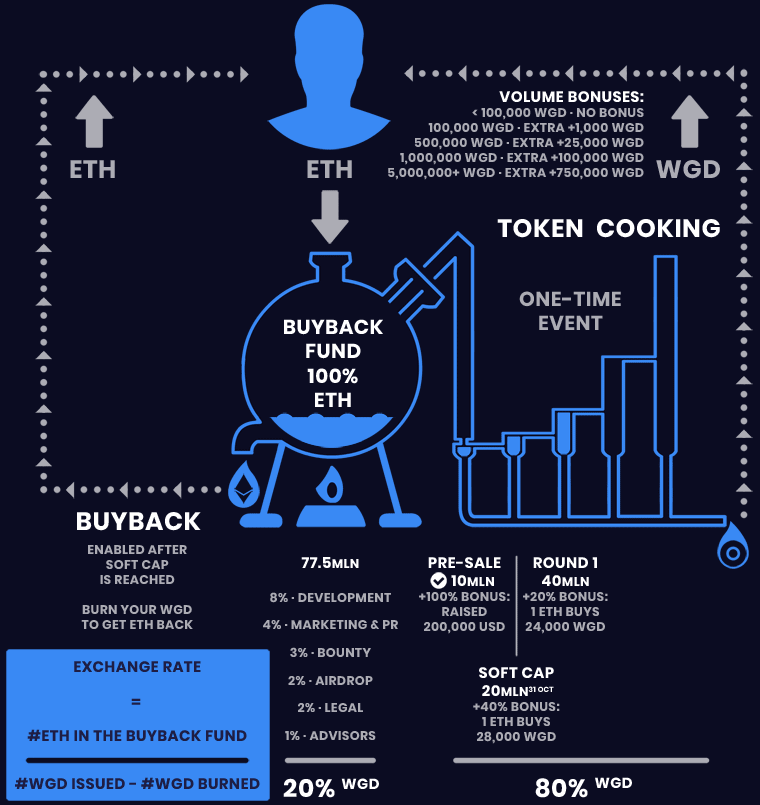 VOLUME BONUSES:
< 100,000 WGD · NO BONUS
100,000 WGD · EXTRA +1,000 WGD
500,000 WGD · EXTRA +25,000 WGD
1,000,000 WGD · EXTRA +100,000 WGD
5,000,000+ WGD · EXTRA +750,000 WGD
ETH
ETH
WGD
TOKEN COOKING
ONE-TIME
EVENT
BUYBACK
FUND
100%
ETH
BUYBACK
ENABLED AFTER
SOFT CAP
IS REACHED
BURN YOUR WGD
TO GET ETH BACK
EXCHANGE RATE
=
#ETH IN THE BUYBACK FUND
#WGD ISSUED - #WGD BURNED
77.5MLN
8% · DEVELOPMENT
4% · MARKETING & PR
3% · BOUNTY
2% · AIRDROP
2% · LEGAL
1% · ADVISORS
20% WGD
PRE-SALE
10MLN
+100% BONUS:
RAISED
200,000 USD
ROUND 1
40MLN
+20% BONUS:
1 ETH BUYS
24,000 WGD
SOFT CAP
20MLN31 OCT
+40% BONUS:
1 ETH BUYS
28,000 WGD
80% WGD